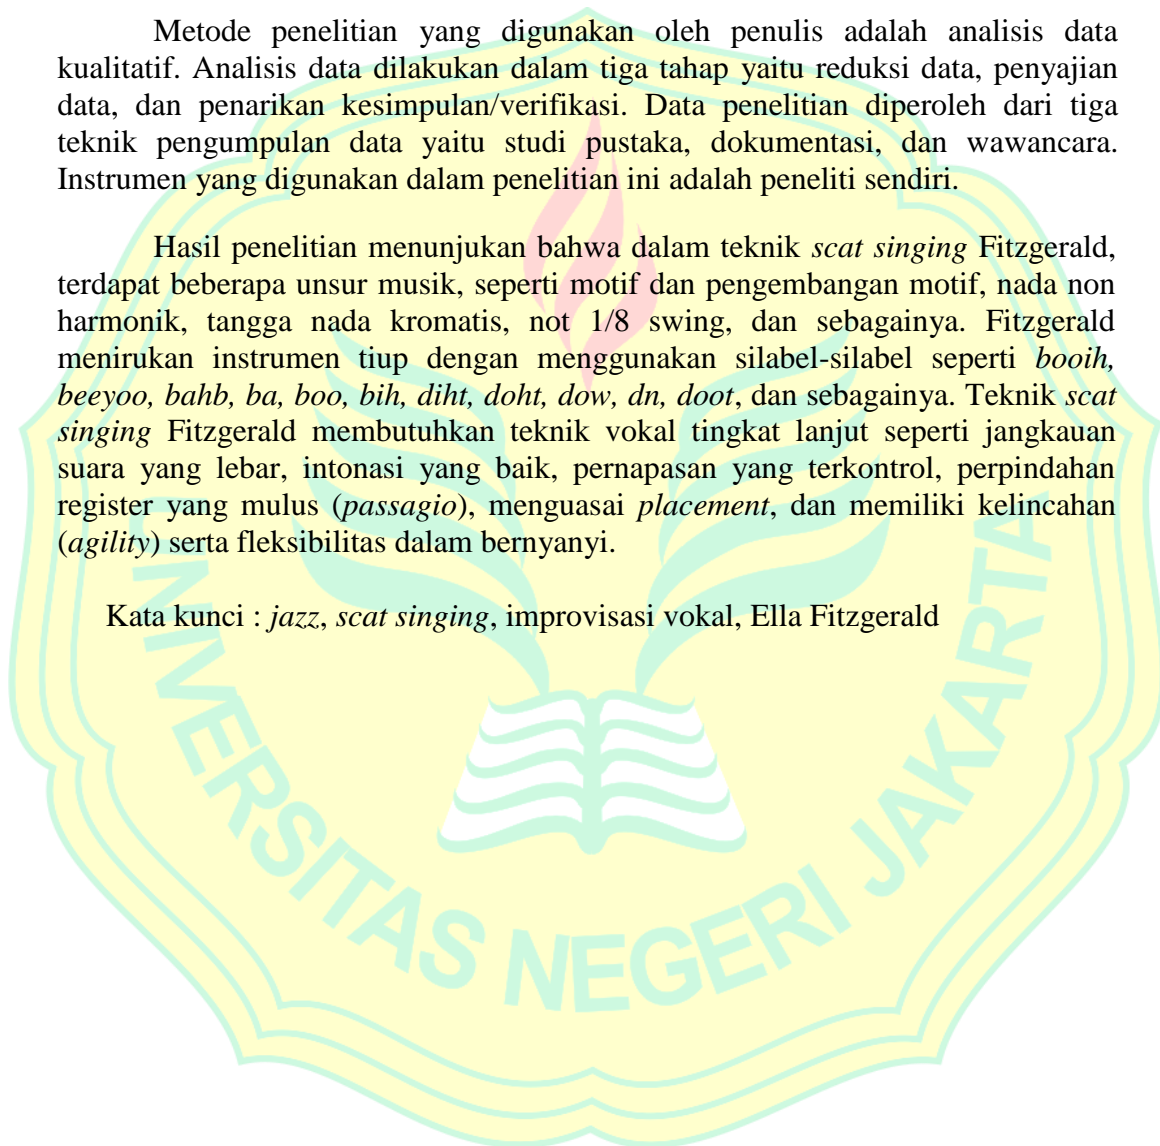 Metode penelitian yang digunakan oleh penulis adalah analisis data
kualitatif. Analisis data dilakukan dalam tiga tahap yaitu reduksi data, penyajian
data, dan penarikan kesimpulan/verifikasi. Data penelitian diperoleh dari tiga
teknik pengumpulan data yaitu studi pustaka, dokumentasi, dan wawancara.
Instrumen yang digunakan dalam penelitian ini adalah peneliti sendiri.
Hasil penelitian menunjukan bahwa dalam teknik scat singing Fitzgerald,
terdapat beberapa unsur musik, seperti motif dan pengembangan motif, nada non
harmonik, tangga nada kromatis, not 1/8 swing, dan sebagainya. Fitzgerald
menirukan instrumen tiup dengan menggunakan silabel-silabel seperti booih,
beeyoo, bahb, ba, boo, bih, diht, doht, dow, dn, doot, dan sebagainya. Teknik scat
singing Fitzgerald membutuhkan teknik vokal tingkat lanjut seperti jangkauan
suara yang lebar, intonasi yang baik, pernapasan yang terkontrol, perpindahan
register yang mulus (passagio), menguasai placement, dan memiliki kelincahan
(agility) serta fleksibilitas dalam bernyanyi.
Kata kunci : jazz, scat singing, improvisasi vokal, Ella Fitzgerald
UNIVERSITAS NEGERI JAKARTA